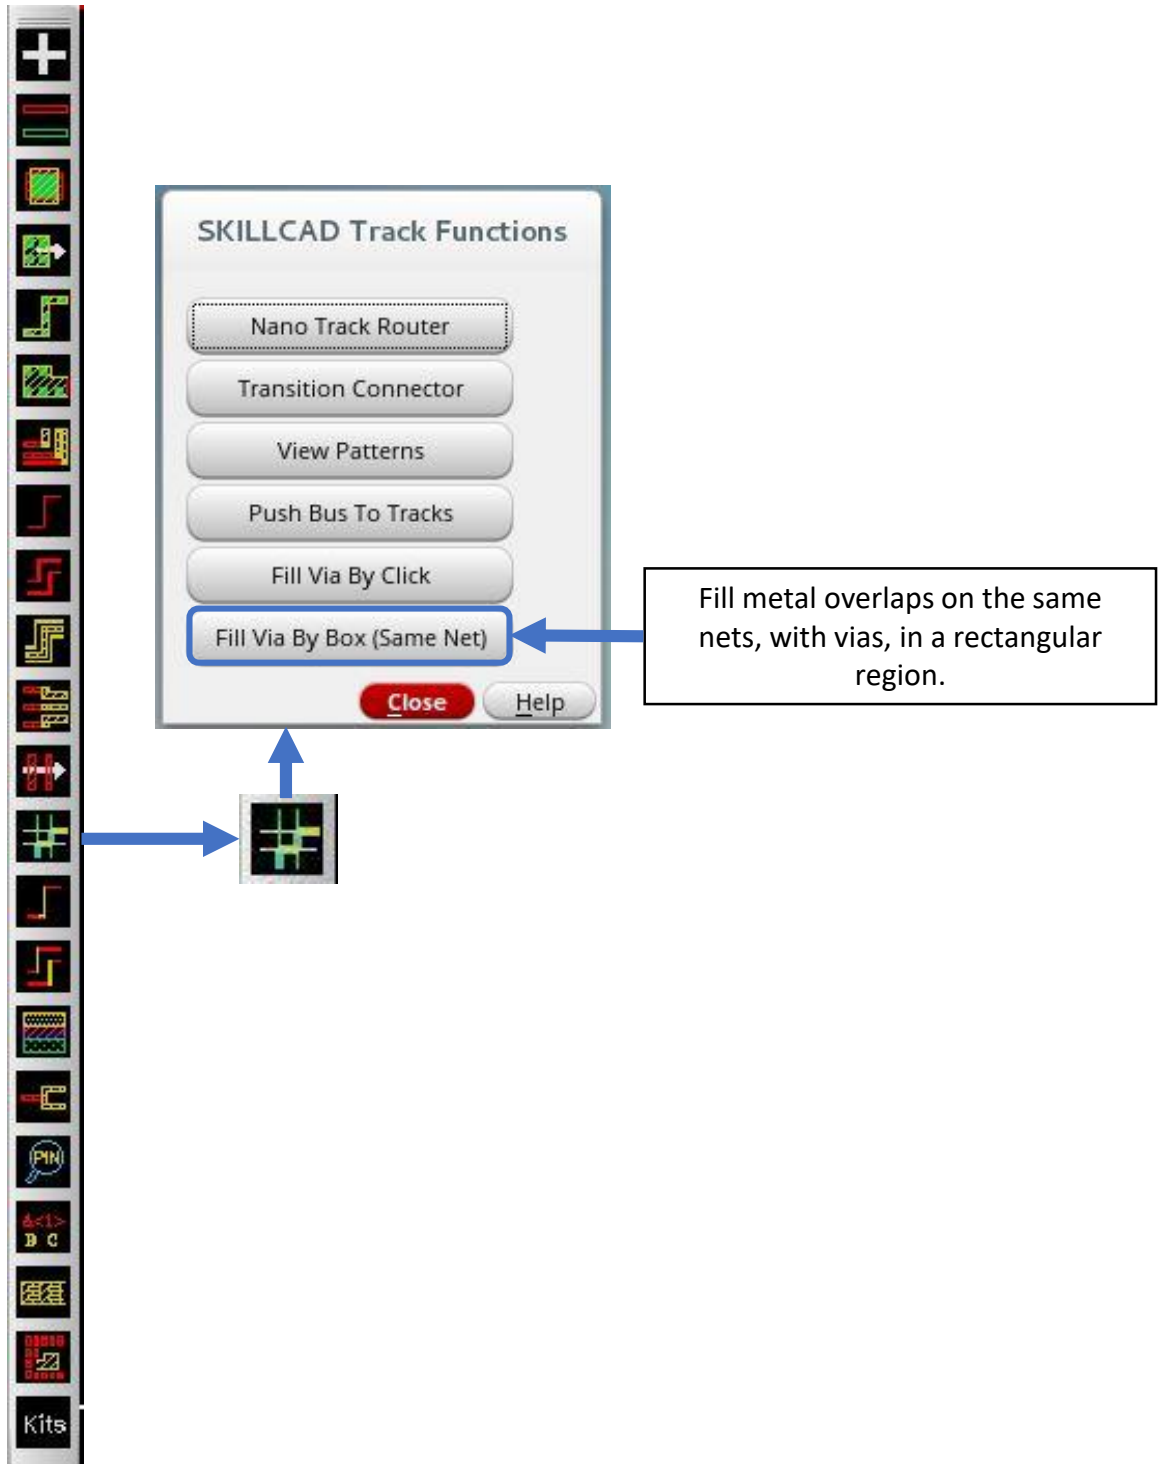 SKILLCAD Track Functions
Nano Track Router
Transition Connector
View Patterns
Push Bus To Tracks
Fill Via By Click
Fill Via By Box (Same Net)
Close
Help
Fill metal overlaps on the same
nets, with vias, in a rectangular
region.
PIN
&<1>
B C
Kits